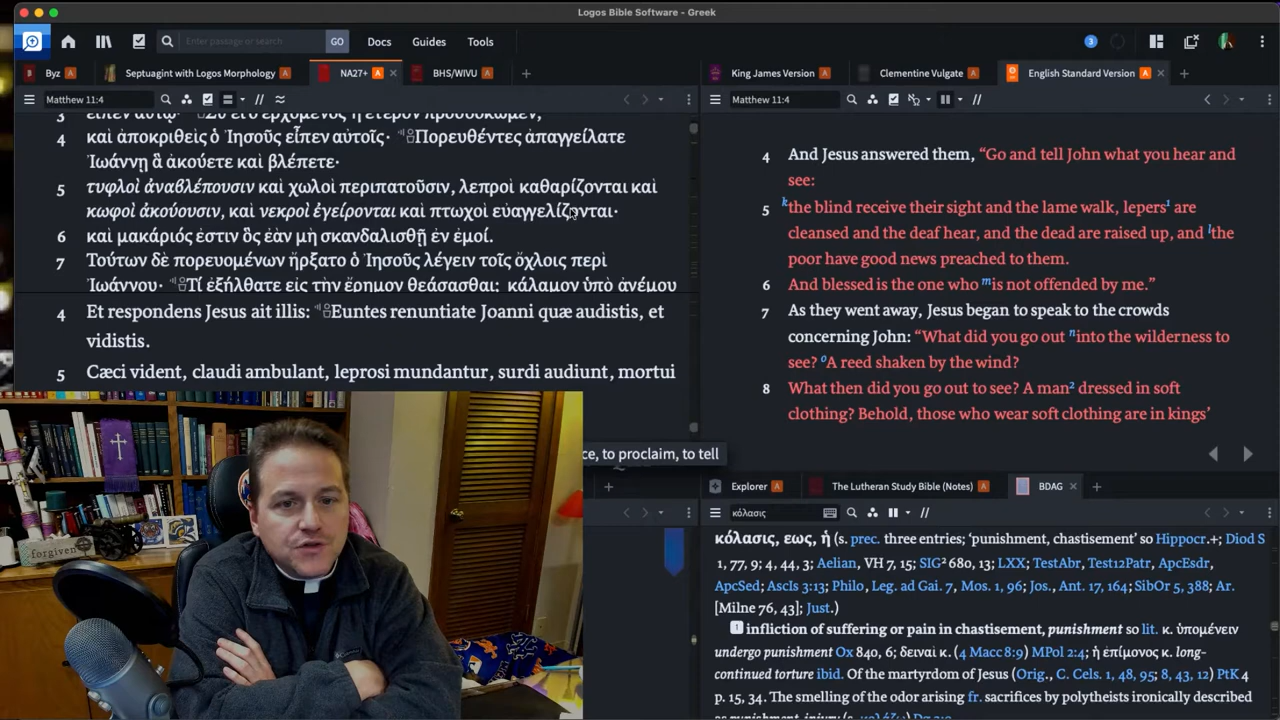 Logos Bible Software - Greek
Enter passage or search GO Docs Guides Tools 3
Byz A Septuagint with Logos Morphology A NA27+ A BHS/WIVU A
Matthew 11:4
4 καὶ ἀποκριθεὶς ὁ Ἰησοῦς εἶπεν αὐτοῖς· Πορευθέντες ἀπαγγείλατε
Ἰωάννῃ ἃ ἀκούετε καὶ βλέπετε·
5 τυφλοὶ ἀναβλέπουσιν καὶ χωλοὶ περιπατοῦσιν, λεπροὶ καθαρίζονται καὶ
κωφοὶ ἀκούουσιν, καὶ νεκροὶ ἐγείρονται καὶ πτωχοὶ εὐαγγελίζονται·
6 καὶ μακάριός ἐστιν ὃς ἐὰν μὴ σκανδαλισθῇ ἐν ἐμοί.
7 Τούτων δὲ πορευομένων ἤρξατο ὁ Ἰησοῦς λέγειν τοῖς ὄχλοις περὶ
Ἰωάννου· Τί ἐξήλθατε εἰς τὴν ἔρημον θεάσασθαι; κάλαμον ὑπὸ ἀνέμου
4 Et respondens Jesus ait illis: Euntes renuntiate Joanni quæ audistis, et
vidistis.
5 Cæci vident, claudi ambulant, leprosi mundantur, surdi audiunt, mortui
ce, to proclaim, to tell
forgiven
King James Version A Clementine Vulgate A English Standard Version A
Matthew 11:4
4 And Jesus answered them, “Go and tell John what you hear and
see:
5 k the blind receive their sight and the lame walk, lepers1 are
cleansed and the deaf hear, and the dead are raised up, and l the
poor have good news preached to them.
6 And blessed is the one who m is not offended by me.”
7 As they went away, Jesus began to speak to the crowds
concerning John: “What did you go out n into the wilderness to
see? o A reed shaken by the wind?
8 What then did you go out to see? A man2 dressed in soft
clothing? Behold, those who wear soft clothing are in kings’
Explorer A The Lutheran Study Bible (Notes) A BDAG
κόλασις
κόλασις, εως, ἡ (s. prec. three entries; ‘punishment, chastisement’ so Hippocr.+; Diod S
1, 77, 9; 4, 44, 3; Aelian, VH 7, 15; SIG² 680, 13; LXX; TestAbr, Test12Patr, ApcEsdr,
ApcSed; AscIs 3:13; Philo, Leg. ad Gai. 7, Mos. 1, 96; Jos., Ant. 17, 164; SibOr 5, 388; Ar.
[Milne 76, 43]; Just.)
1 infliction of suffering or pain in chastisement, punishment so lit. κ. ὑπομένειν
undergo punishment Ox 840, 6; δειναὶ κ. (4 Macc 8:9) MPol 2:4; ἡ ἐπίμονος κ. long-
continued torture ibid. Of the martyrdom of Jesus (Orig., C. Cels. 1, 48, 95; 8, 43, 12) PtK 4
p. 15, 34. The smelling of the odor arising fr. sacrifices by polytheists ironically described